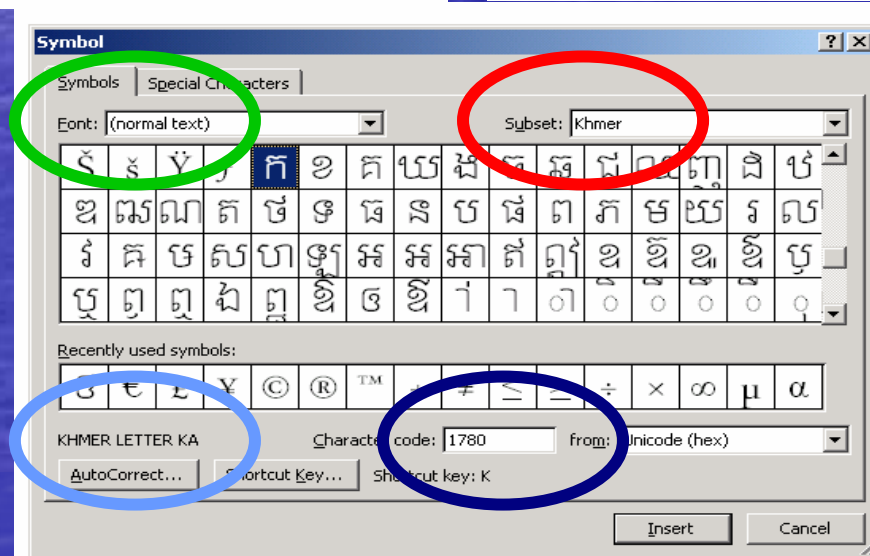 Symbol
Symbols Special Characters
Font: (normal text) Subset: Khmer
Š š Ÿ ƒ ក ខ គ ឃ ង ច ឆ ជ ឈ ញ ដ ឋ
ឌ ឍ ណ ត ថ ទ ធ ន ប ផ ព ភ ម យ រ ល
វ ឝ ឞ ស ហ ឡ អ ឣ ឤ ឥ ឦ ឧ ឨ ឩ ឪ ឫ
ឬ ឭ ឮ ឯ ឰ ឱ ឲ ឳ ា ិ ី ឹ ឺ ុ
Recently used symbols:
€ £ ¥ © ® ™ ± ≠ ≤ ≥ ÷ × ∞ µ α
KHMER LETTER KA Character code: 1780 from: Unicode (hex)
AutoCorrect... Shortcut Key... Shortcut key: K
Insert Cancel